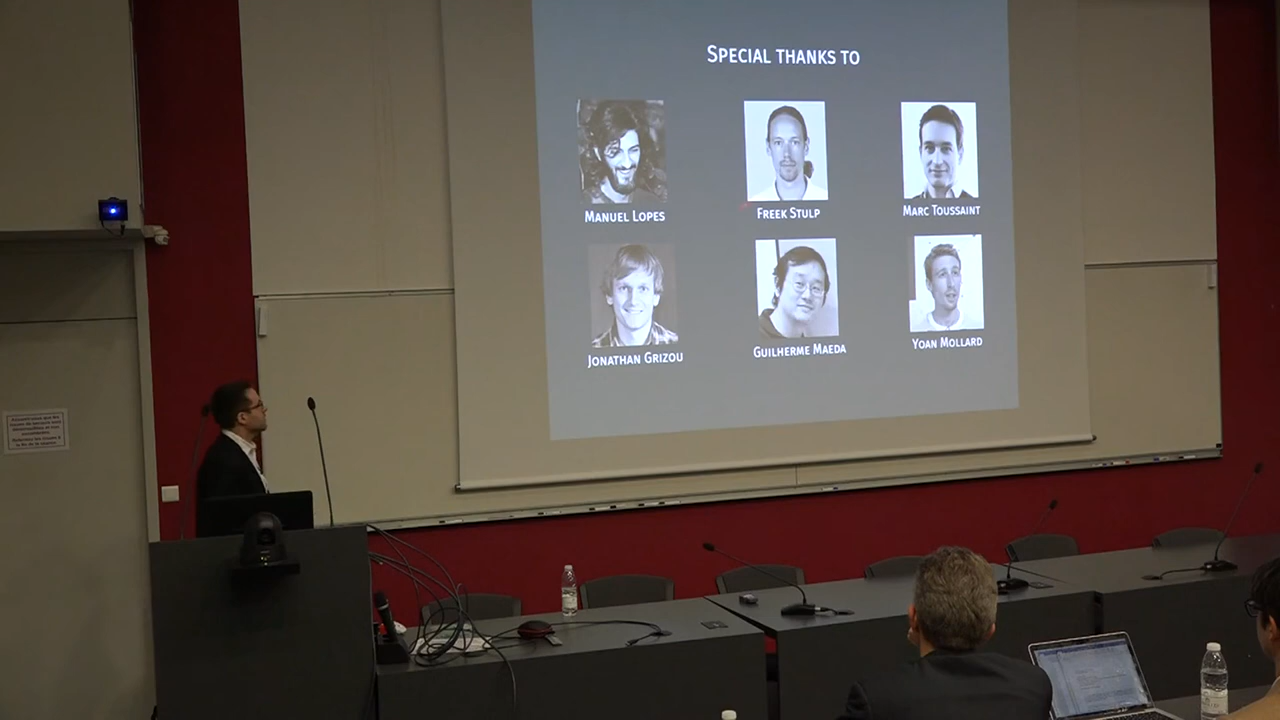 Special thanks to
Manuel Lopes
Freek Stulp
Marc Toussaint
Jonathan Grizou
Guilherme Maeda
Yoan Mollard